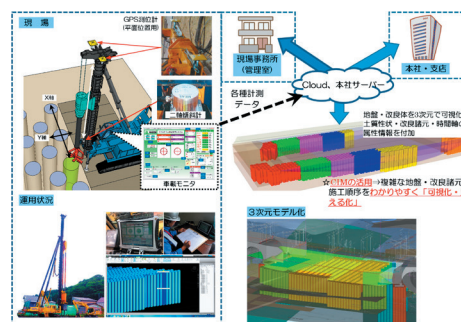 現場
GPS測位計
(平面位置用)
X軸
Y軸
二軸傾斜計
車載モニタ
各種計測
データ
現場事務所
(管理室)
本社・支店
Cloud、本社サーバー
地盤・改良体を3次元で可視化
土質性状・改良諸元・時間軸の
属性情報を付加
☆CIMの活用→複雑な地盤・改良諸元
施工順序をわかりやすく「可視化・
える化」
運用状況
3次元モデル化